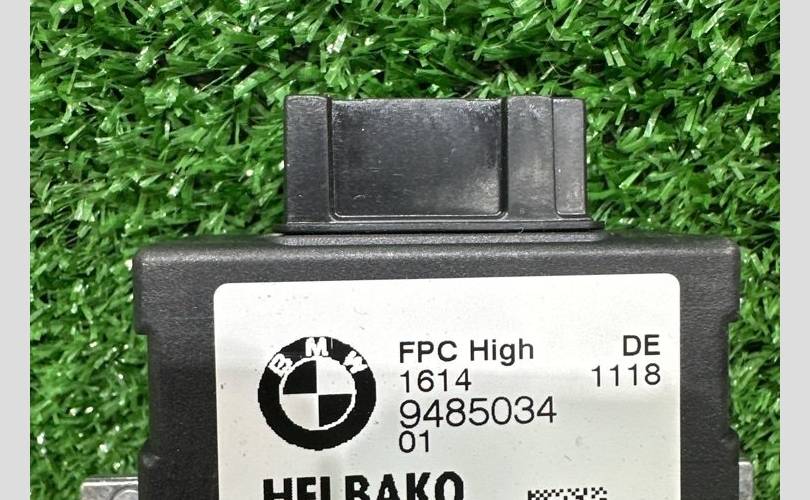 BMW
FPC High DE
1614 1118
9485034
01
HELBAKO